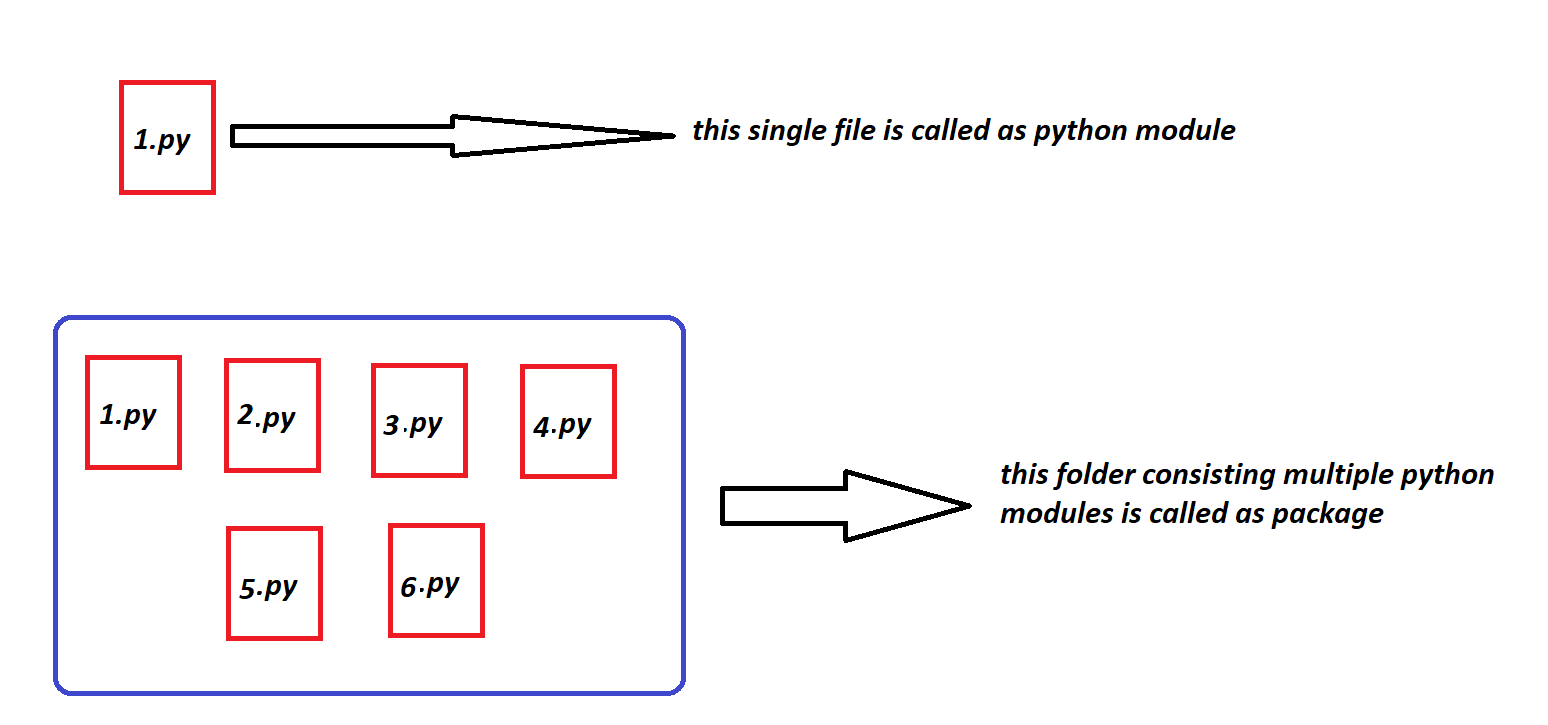 1.py
this single file is called as python module
1.py
2.py
3.py
4.py
this folder consisting multiple python
modules is called as package
5.py
6.py